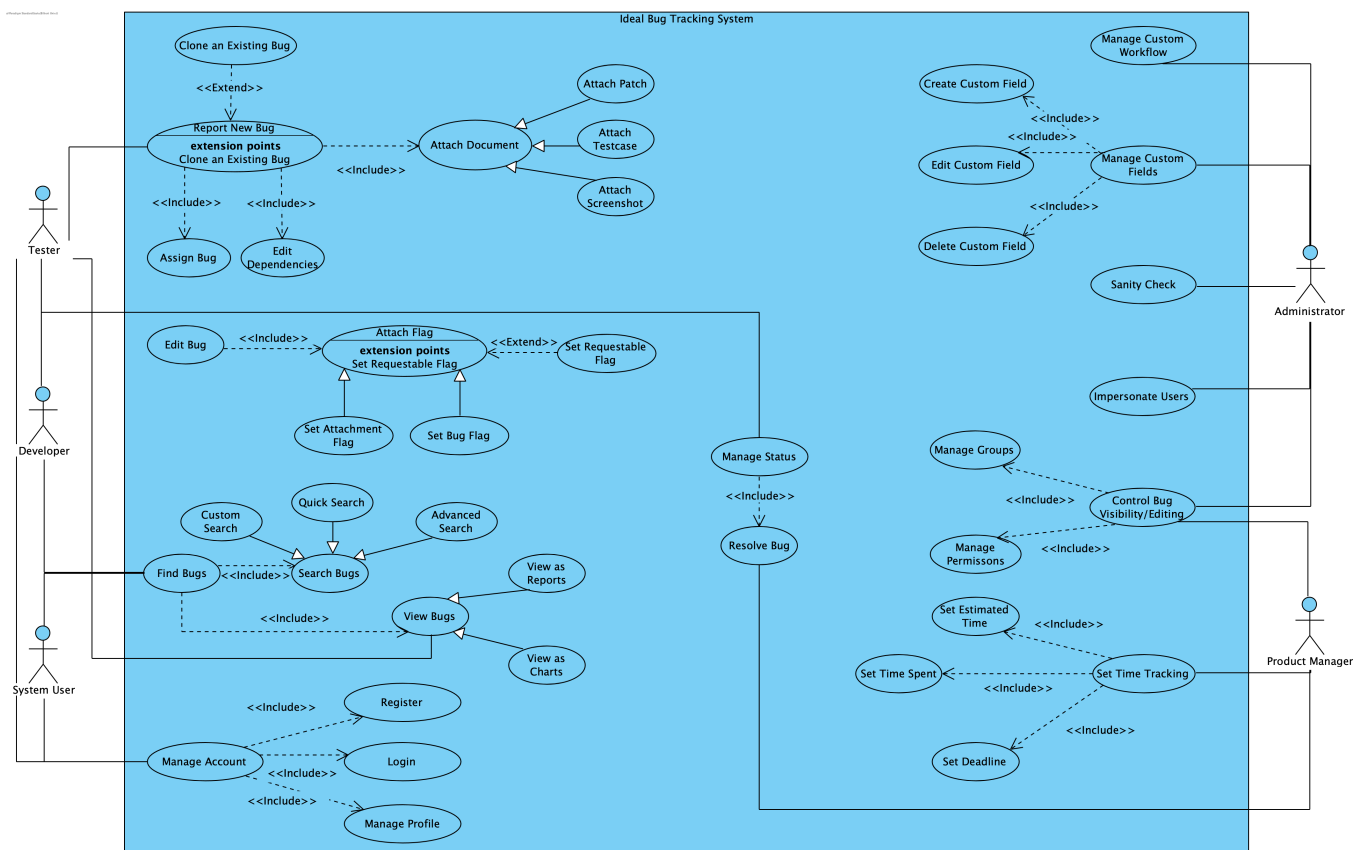 Ideal Bug Tracking System
Clone an Existing Bug
<<Extend>>
Report New Bug
extension points
Clone an Existing Bug
<<Include>>
Attach Document
Attach Patch
Attach
Testcase
Attach
Screenshot
<<Include>>
<<Include>>
Assign Bug
Edit
Dependencies
Tester
Manage Custom
Workflow
Create Custom Field
<<Include>>
<<Include>>
Edit Custom Field
Manage Custom
Fields
<<Include>>
Delete Custom Field
Sanity Check
Administrator
Edit Bug
<<Include>>
Attach Flag
extension points
Set Requestable Flag
<<Extend>>
Set Requestable
Flag
Set Attachment
Flag
Set Bug Flag
Impersonate Users
Developer
Manage Status
<<Include>>
Resolve Bug
Manage Groups
<<Include>>
Control Bug
Visibility/Editing
<<Include>>
Manage
Permissons
Quick Search
Custom
Search
Advanced
Search
Find Bugs
<<Include>>
Search Bugs
<<Include>>
View Bugs
View as
Reports
View as
Charts
System User
Set Estimated
Time
<<Include>>
Set Time Spent
<<Include>>
Set Time Tracking
<<Include>>
Set Deadline
Product Manager
<<Include>>
Register
Manage Account
<<Include>>
Login
<<Include>>
Manage Profile